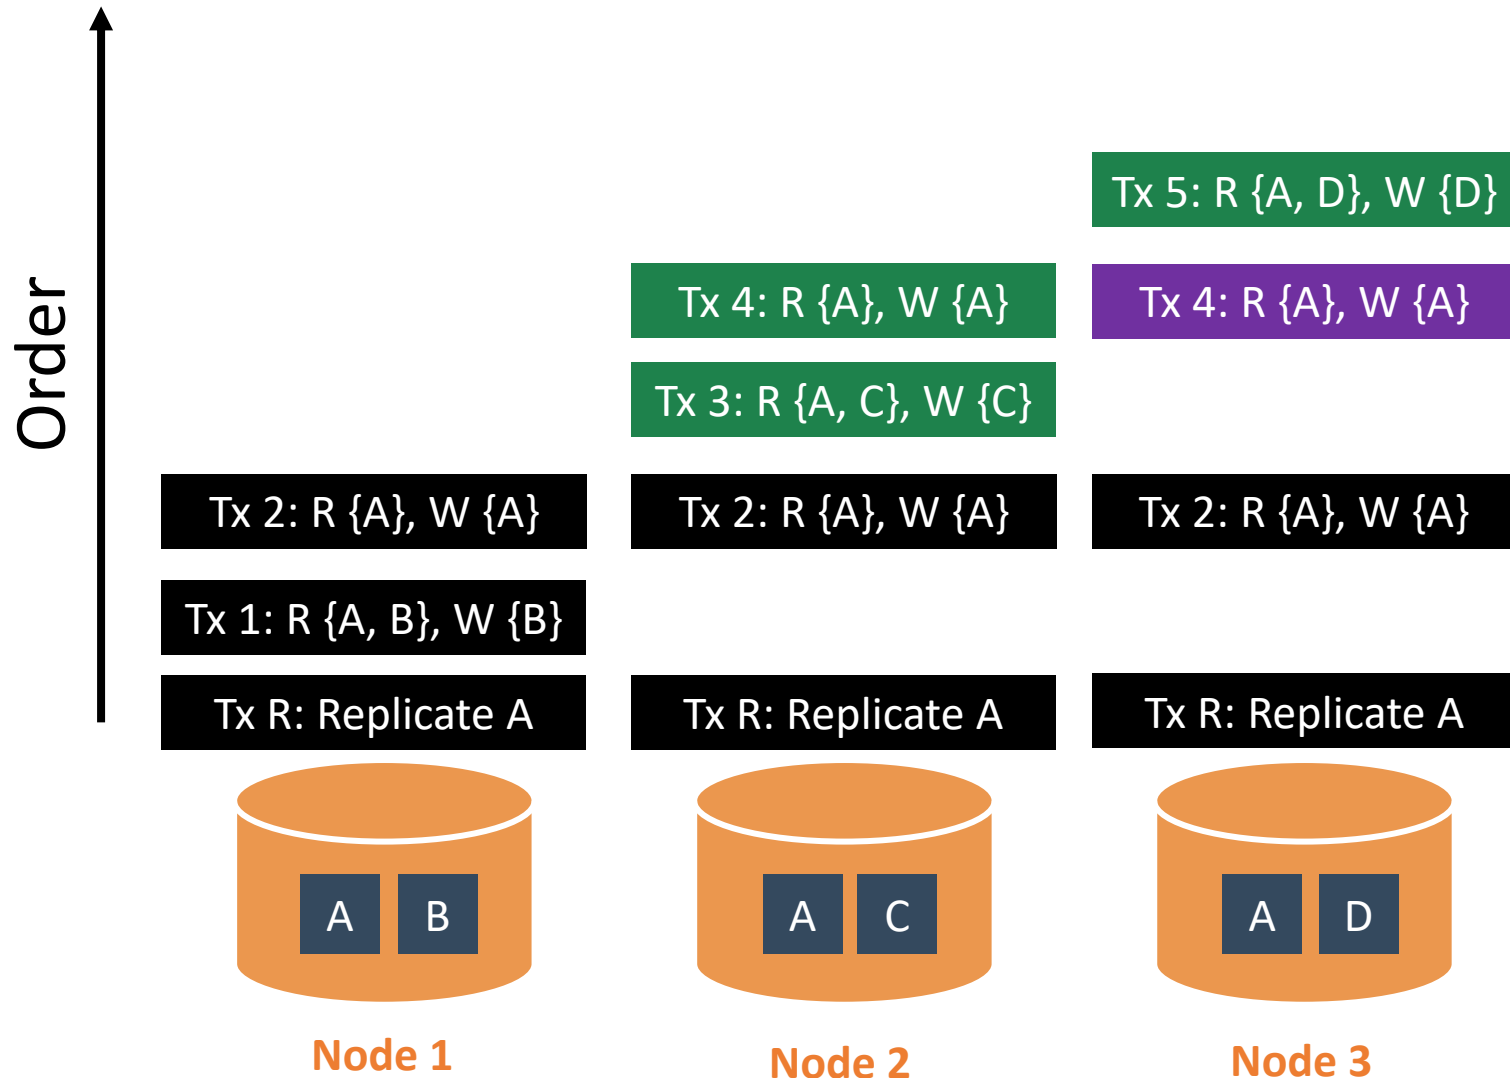 Order
Tx 5: R {A, D}, W {D}
Tx 4: R {A}, W {A}
Tx 4: R {A}, W {A}
Tx 3: R {A, C}, W {C}
Tx 2: R {A}, W {A}
Tx 2: R {A}, W {A}
Tx 2: R {A}, W {A}
Tx 1: R {A, B}, W {B}
Tx R: Replicate A
Tx R: Replicate A
Tx R: Replicate A
A B
A C
A D
Node 1
Node 2
Node 3